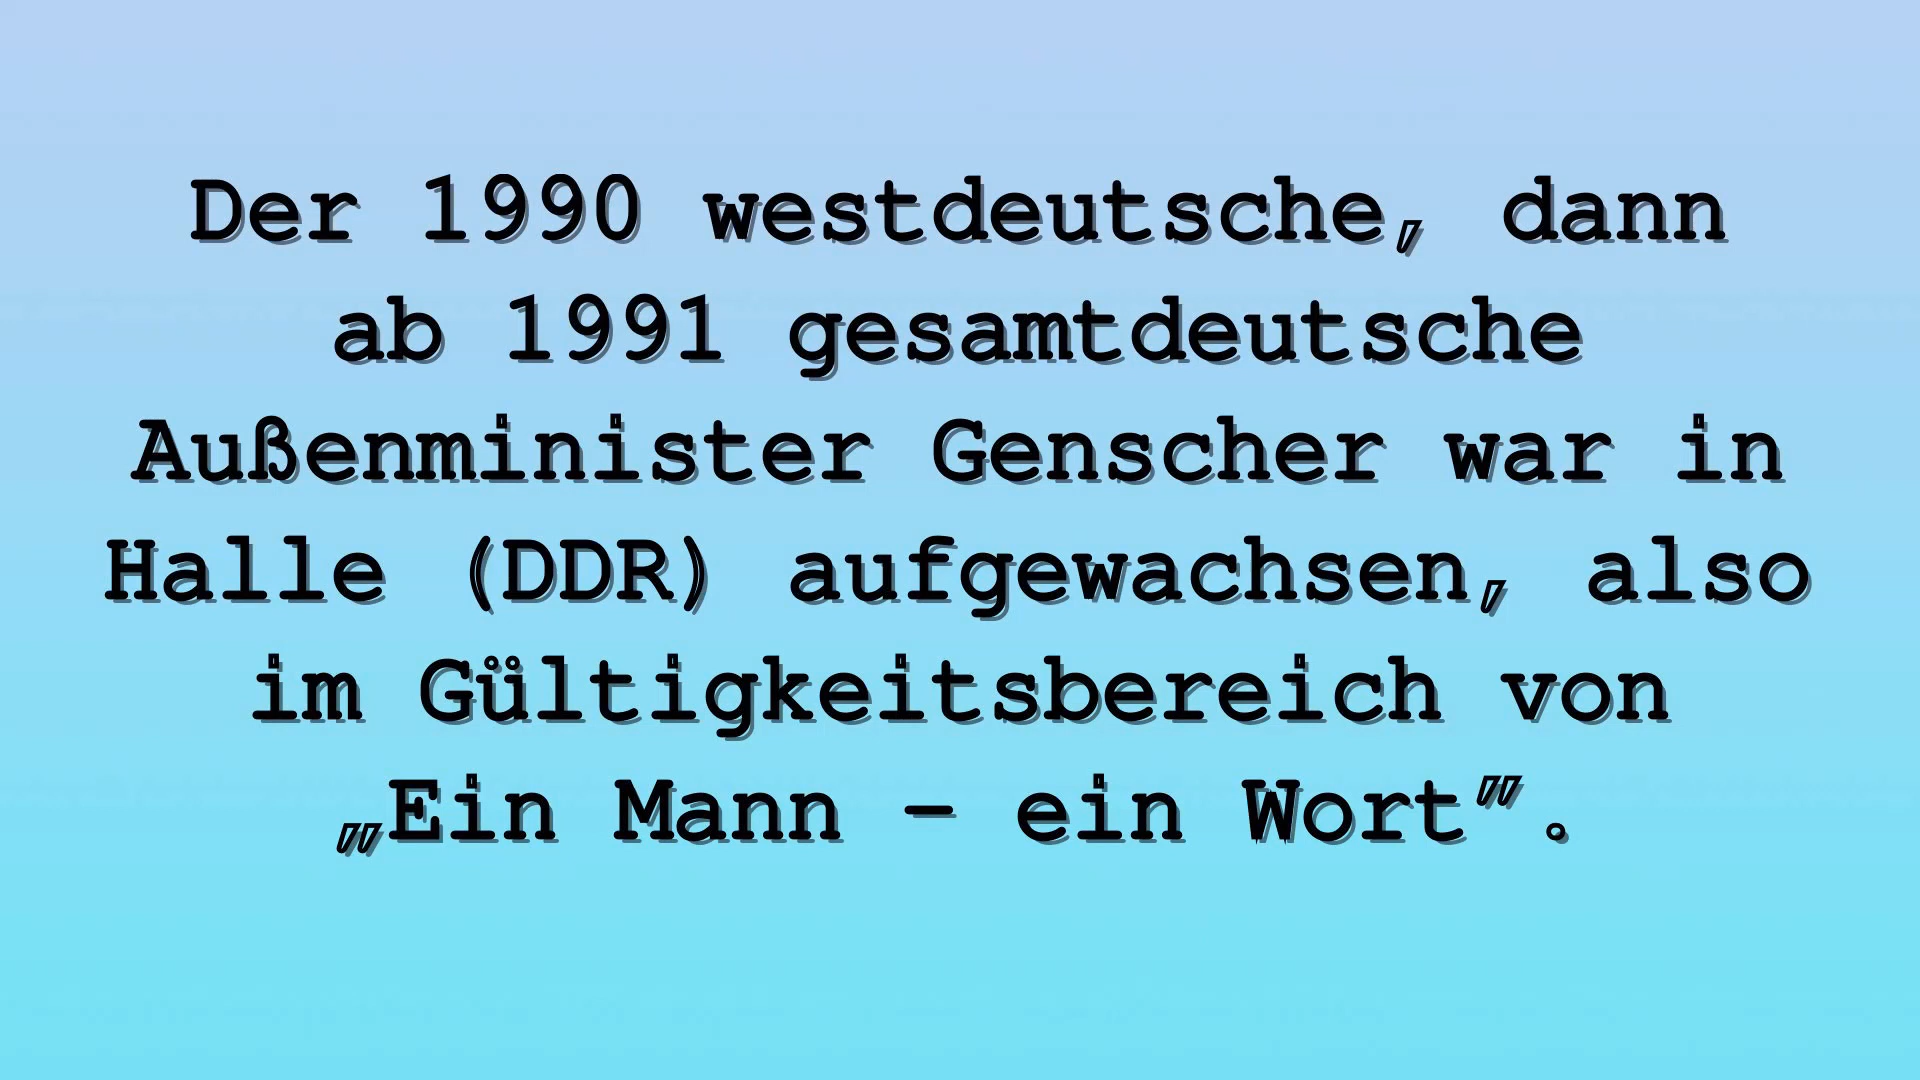 Der 1990 westdeutsche, dann
ab 1991 gesamtdeutsche
Außenminister Genscher war in
Halle (DDR) aufgewachsen, also
im Gültigkeitsbereich von
„Ein Mann – ein Wort”.